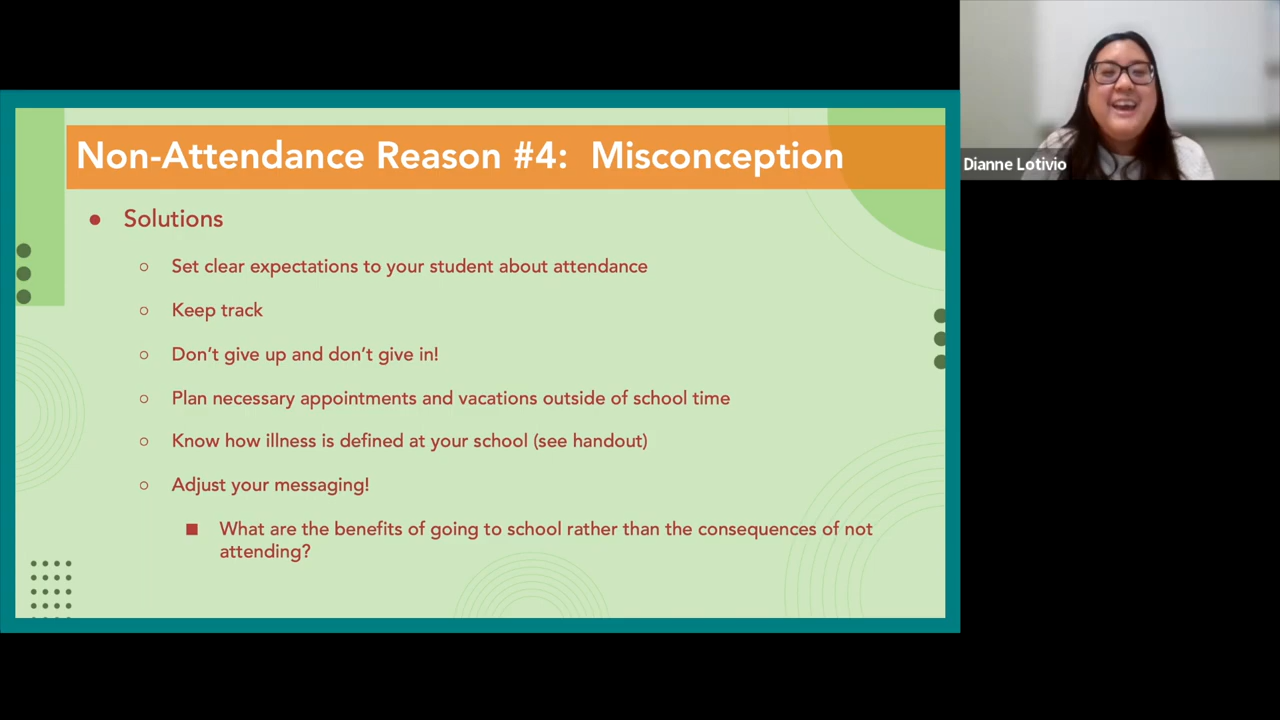 Non-Attendance Reason #4: Misconception
Dianne Lotivio
● Solutions
○ Set clear expectations to your student about attendance
○ Keep track
○ Don’t give up and don’t give in!
○ Plan necessary appointments and vacations outside of school time
○ Know how illness is defined at your school (see handout)
○ Adjust your messaging!
■ What are the benefits of going to school rather than the consequences of not
attending?